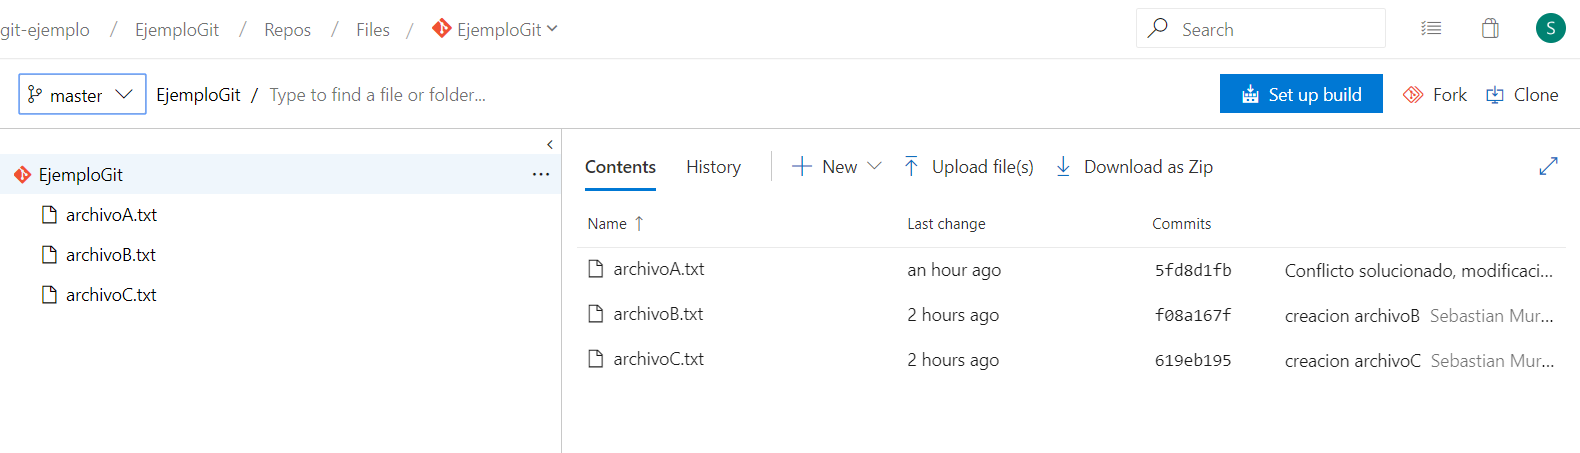 git-ejemplo / EjemploGit / Repos / Files / EjemploGit Search S
master EjemploGit / Type to find a file or folder... Set up build Fork Clone
EjemploGit ...
archivoA.txt
archivoB.txt
archivoC.txt
Contents History New Upload file(s) Download as Zip
Name ↑ Last change Commits
archivoA.txt an hour ago 5fd8d1fb Conflicto solucionado, modificaci...
archivoB.txt 2 hours ago f08a167f creacion archivoB Sebastian Mur...
archivoC.txt 2 hours ago 619eb195 creacion archivoC Sebastian Mur...